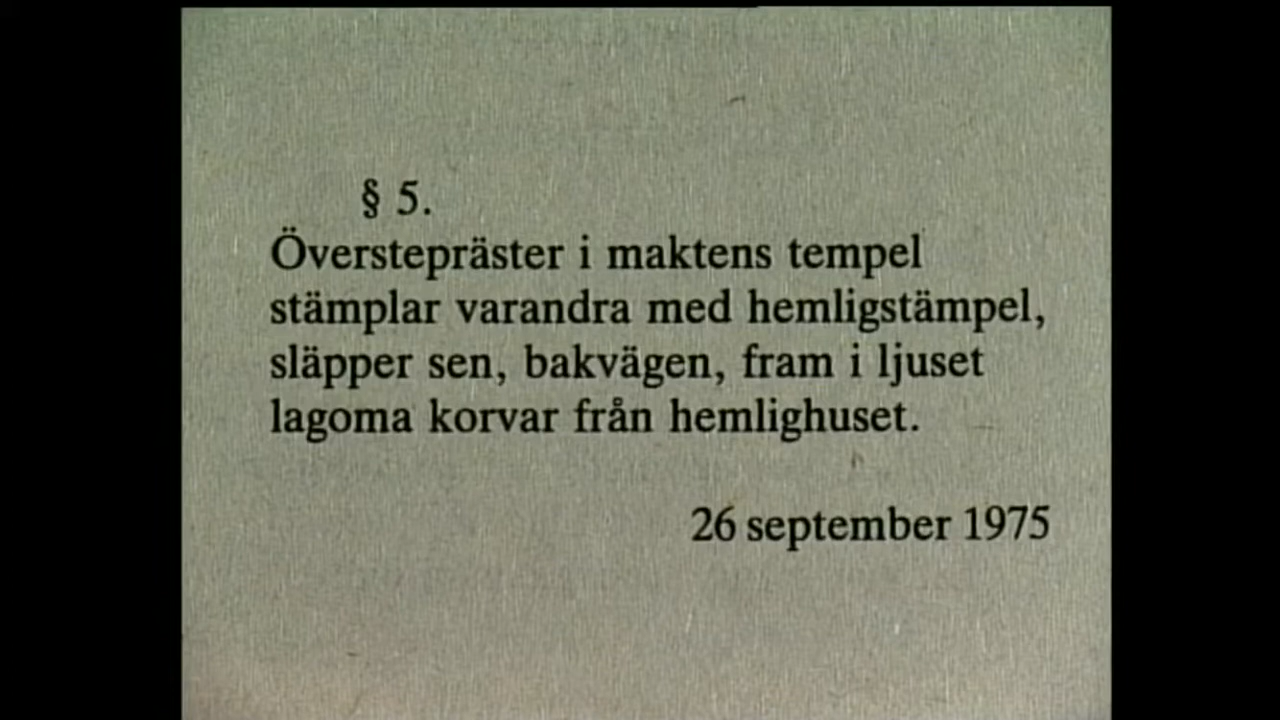 § 5.
Överstepräster i maktens tempel
stämplar varandra med hemligstämpel,
släpper sen, bakvägen, fram i ljuset
lagoma korvar från hemlighuset.
26 september 1975